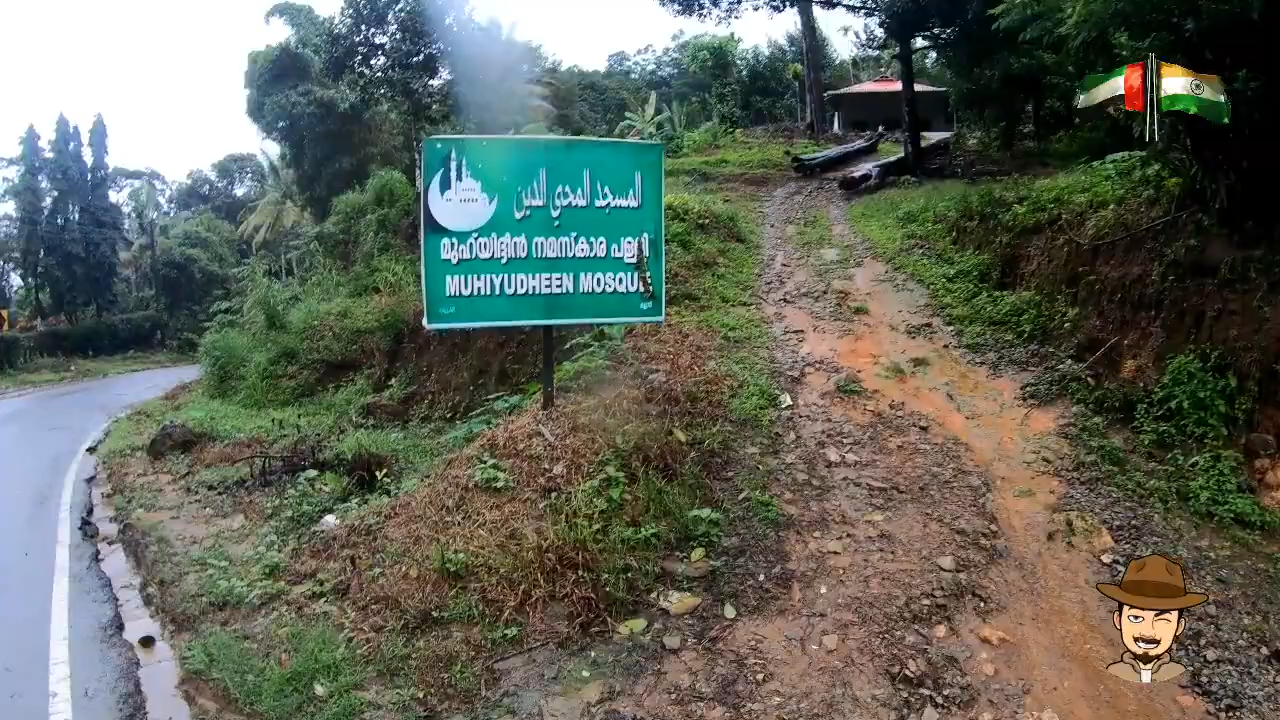 المسجد المحي الدين
മുഹ്‌യിദ്ദീൻ നമസ്കാര പള്ളി
MUHIYUDHEEN MOSQU